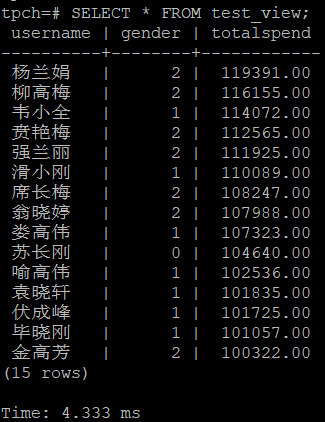 tpch=# SELECT * FROM test_view;
username | gender | totalspend
----------+--------+------------
杨兰娟 | 2 | 119391.00
柳高梅 | 2 | 116155.00
韦小全 | 1 | 114072.00
贲艳梅 | 2 | 112565.00
强兰丽 | 2 | 111925.00
滑小刚 | 1 | 110089.00
席长梅 | 2 | 108247.00
翁晓婷 | 2 | 107988.00
娄高伟 | 1 | 107323.00
苏长刚 | 0 | 104640.00
喻高伟 | 1 | 102536.00
袁晓轩 | 1 | 101835.00
伏成峰 | 1 | 101725.00
毕晓刚 | 1 | 101057.00
金高芳 | 2 | 100322.00
(15 rows)
Time: 4.333 ms